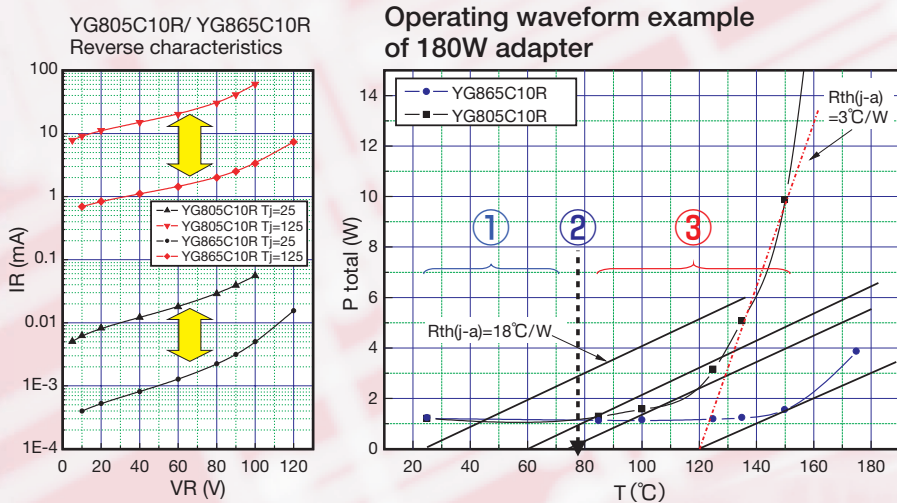 YG805C10R/ YG865C10R
Reverse characteristics
100
10
1
0.1
0.01
1E-3
1E-4
IR (mA)
YG805C10R Tj=25
YG805C10R Tj=125
YG865C10R Tj=25
YG865C10R Tj=125
0 20 40 60 80 100 120
VR (V)
Operating waveform example
of 180W adapter
YG865C10R
YG805C10R
Rth(j-a)
=3℃/W
① ② ③
Rth(j-a)=18℃/W
14
12
10
8
6
4
2
0
P total (W)
20 40 60 80 100 120 140 160 180
T (℃)